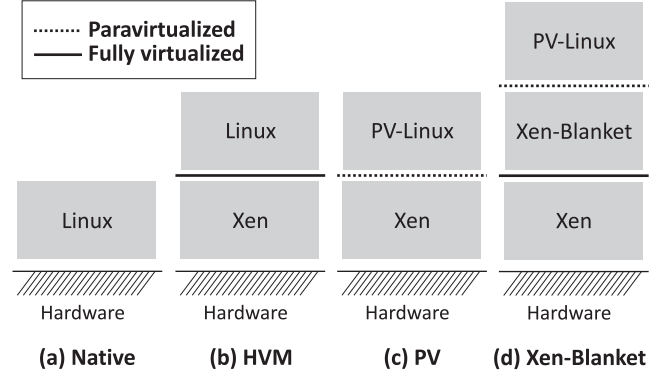 Paravirtualized
Fully virtualized
PV-Linux
Linux
PV-Linux
Xen-Blanket
Linux
Xen
Xen
Xen
Hardware
Hardware
Hardware
Hardware
(a) Native
(b) HVM
(c) PV
(d) Xen-Blanket